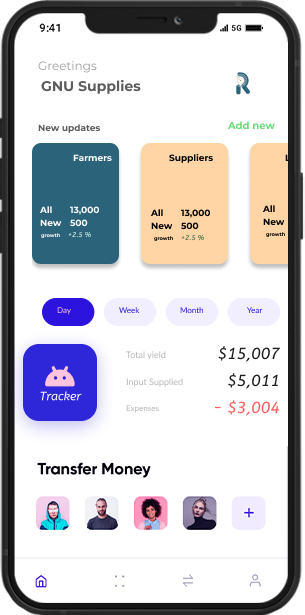 9:41 5G
Greetings
GNU Supplies
New updates Add new
Farmers Suppliers L
All 13,000 All 13,000 All
New 500 New 500 New
growth +2.5 % growth +2.5 % growth
Day Week Month Year
Total yield $15,007
Input Supplied $5,011
Expenses - $3,004
Tracker
Transfer Money
+